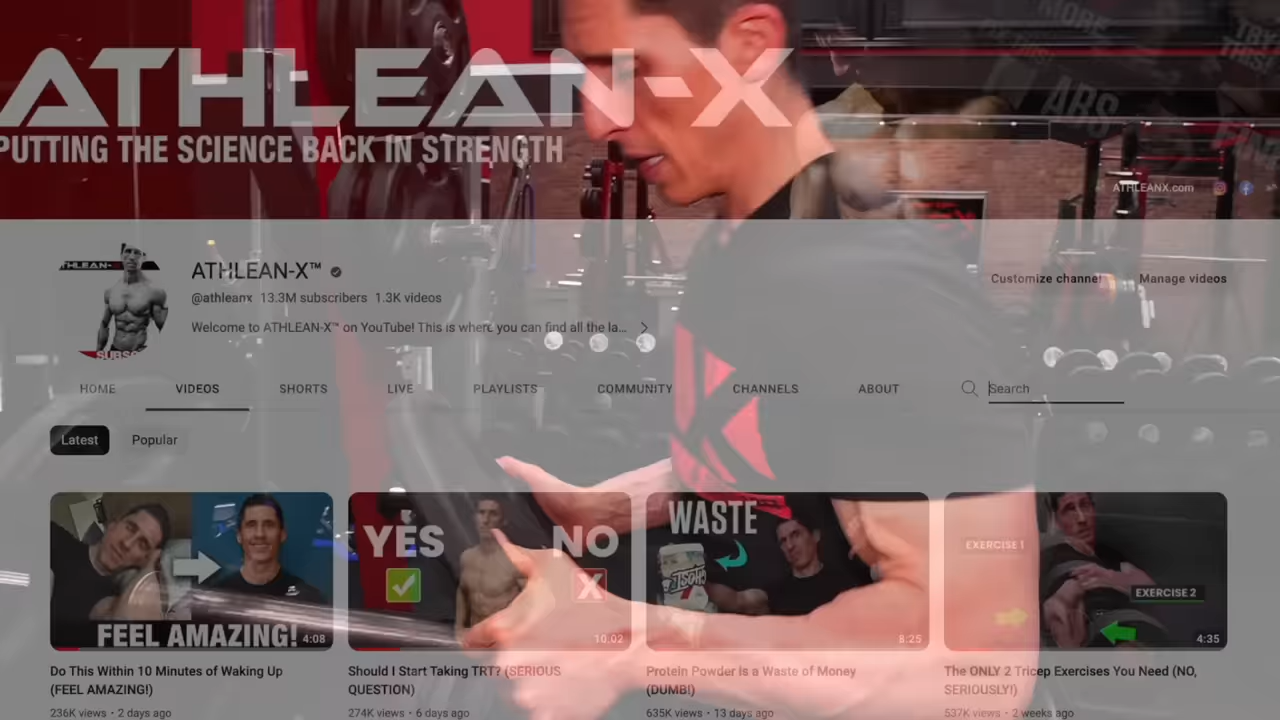 ATHLEAN-X
PUTTING THE SCIENCE BACK IN STRENGTH
MORE
TRY
THIS!
ABS
ATHLEANX.com
THLEAN-X
SUBSC
ATHLEAN-X™
@athleanx 13.3M subscribers 1.3K videos
Welcome to ATHLEAN-X™ on YouTube! This is where you can find all the la...
Customize channel
Manage videos
HOME
VIDEOS
SHORTS
LIVE
PLAYLISTS
COMMUNITY
CHANNELS
ABOUT
Search
Latest
Popular
FEEL AMAZING!
4:08
YES
NO
X
10:02
WASTE
8:25
EXERCISE 1
EXERCISE 2
4:35
Do This Within 10 Minutes of Waking Up
(FEEL AMAZING!)
236K views • 2 days ago
Should I Start Taking TRT? (SERIOUS
QUESTION)
274K views • 6 days ago
Protein Powder is a Waste of Money
(DUMB!)
635K views • 13 days ago
The ONLY 2 Tricep Exercises You Need (NO,
SERIOUSLY!)
537K views • 2 weeks ago